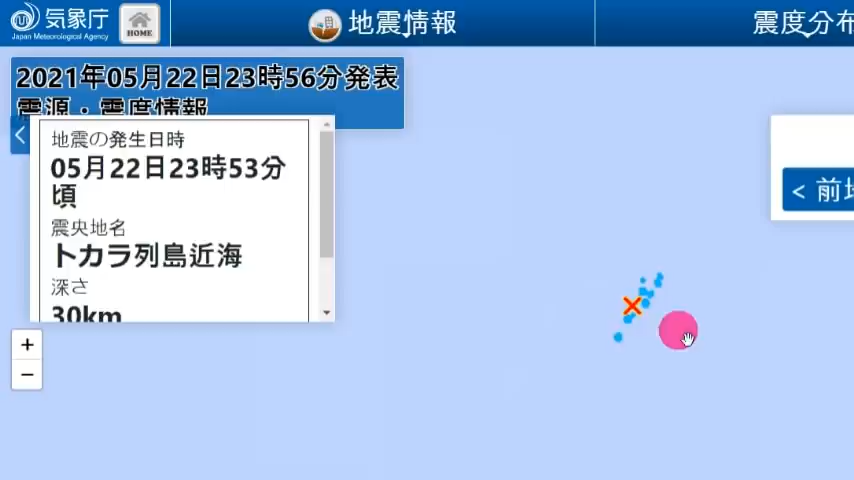 気象庁
Japan Meteorological Agency
HOME
地震情報
震度分布
2021年05月22日23時56分発表
震源・震度情報
<
地震の発生日時
05月22日23時53分
頃
震央地名
トカラ列島近海
深さ
30km
< 前
+
−